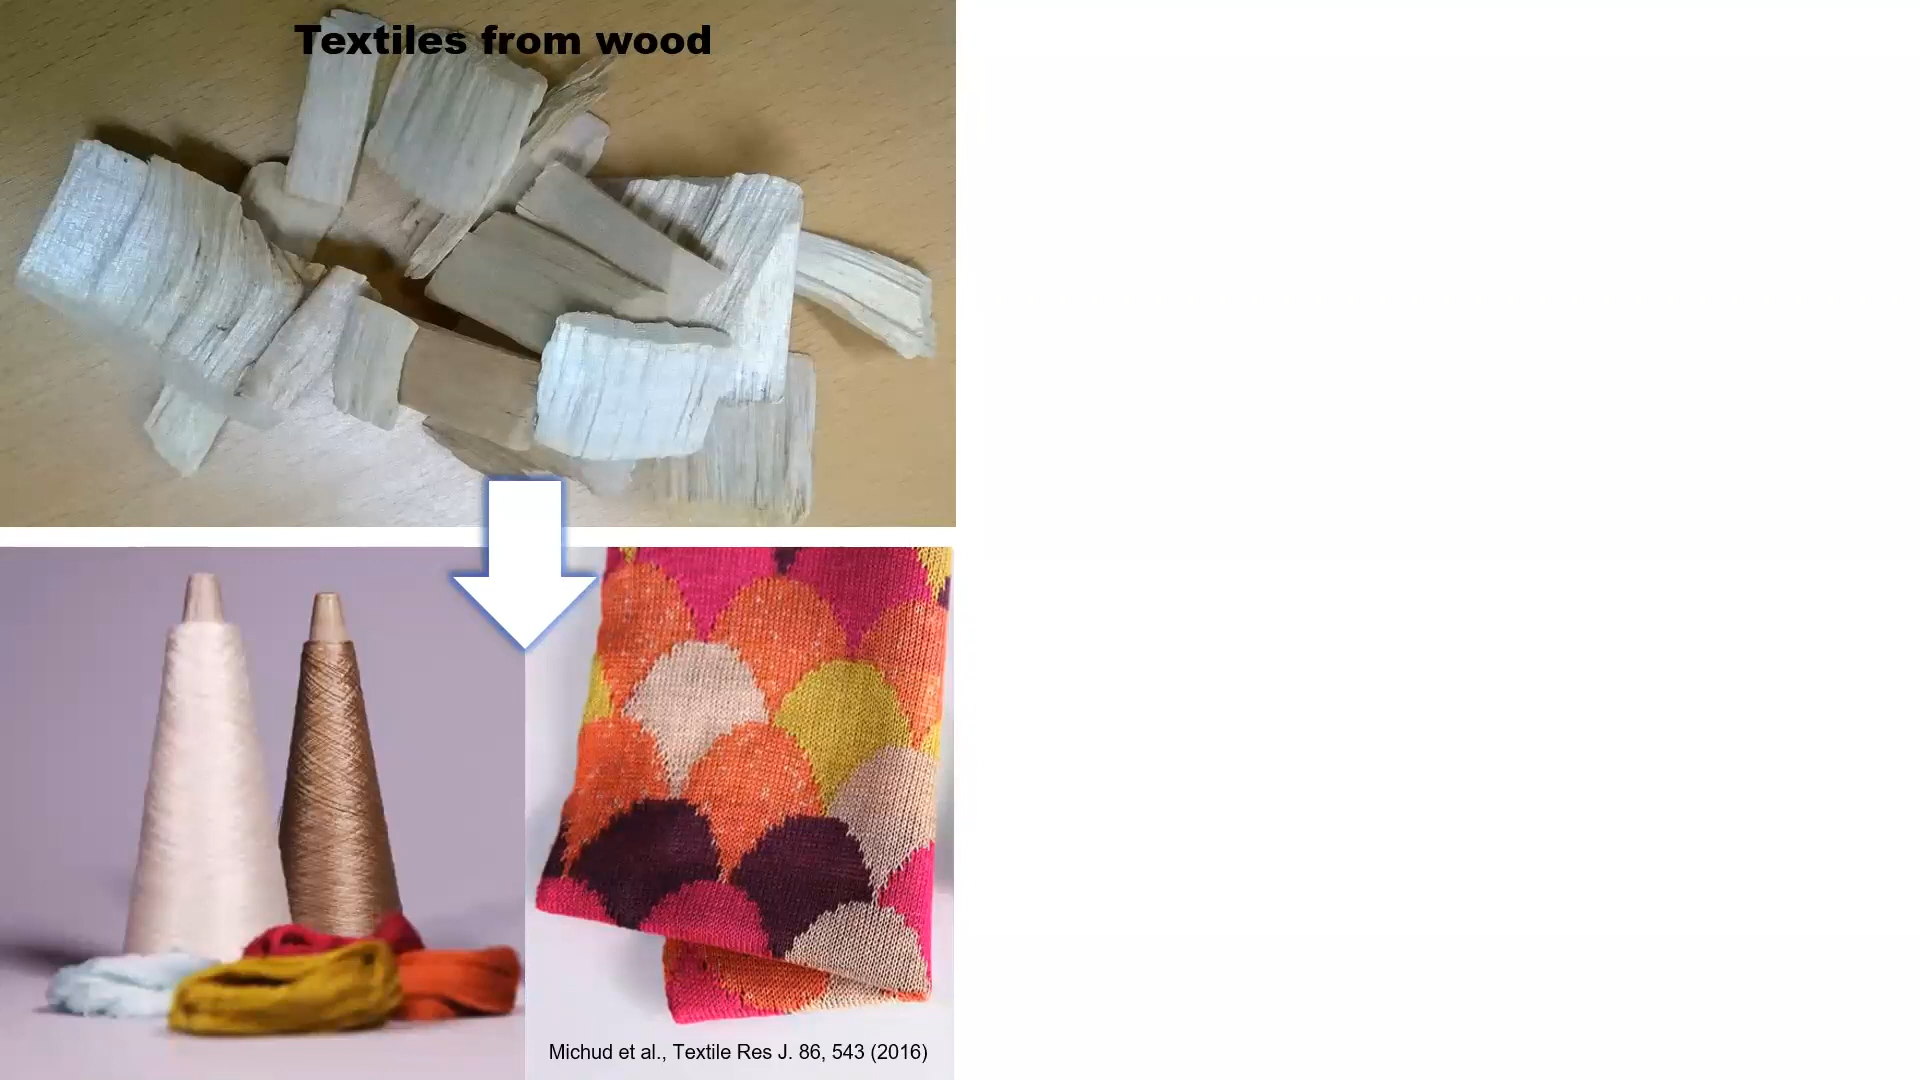 Textiles from wood
Michud et al., Textile Res J. 86, 543 (2016)